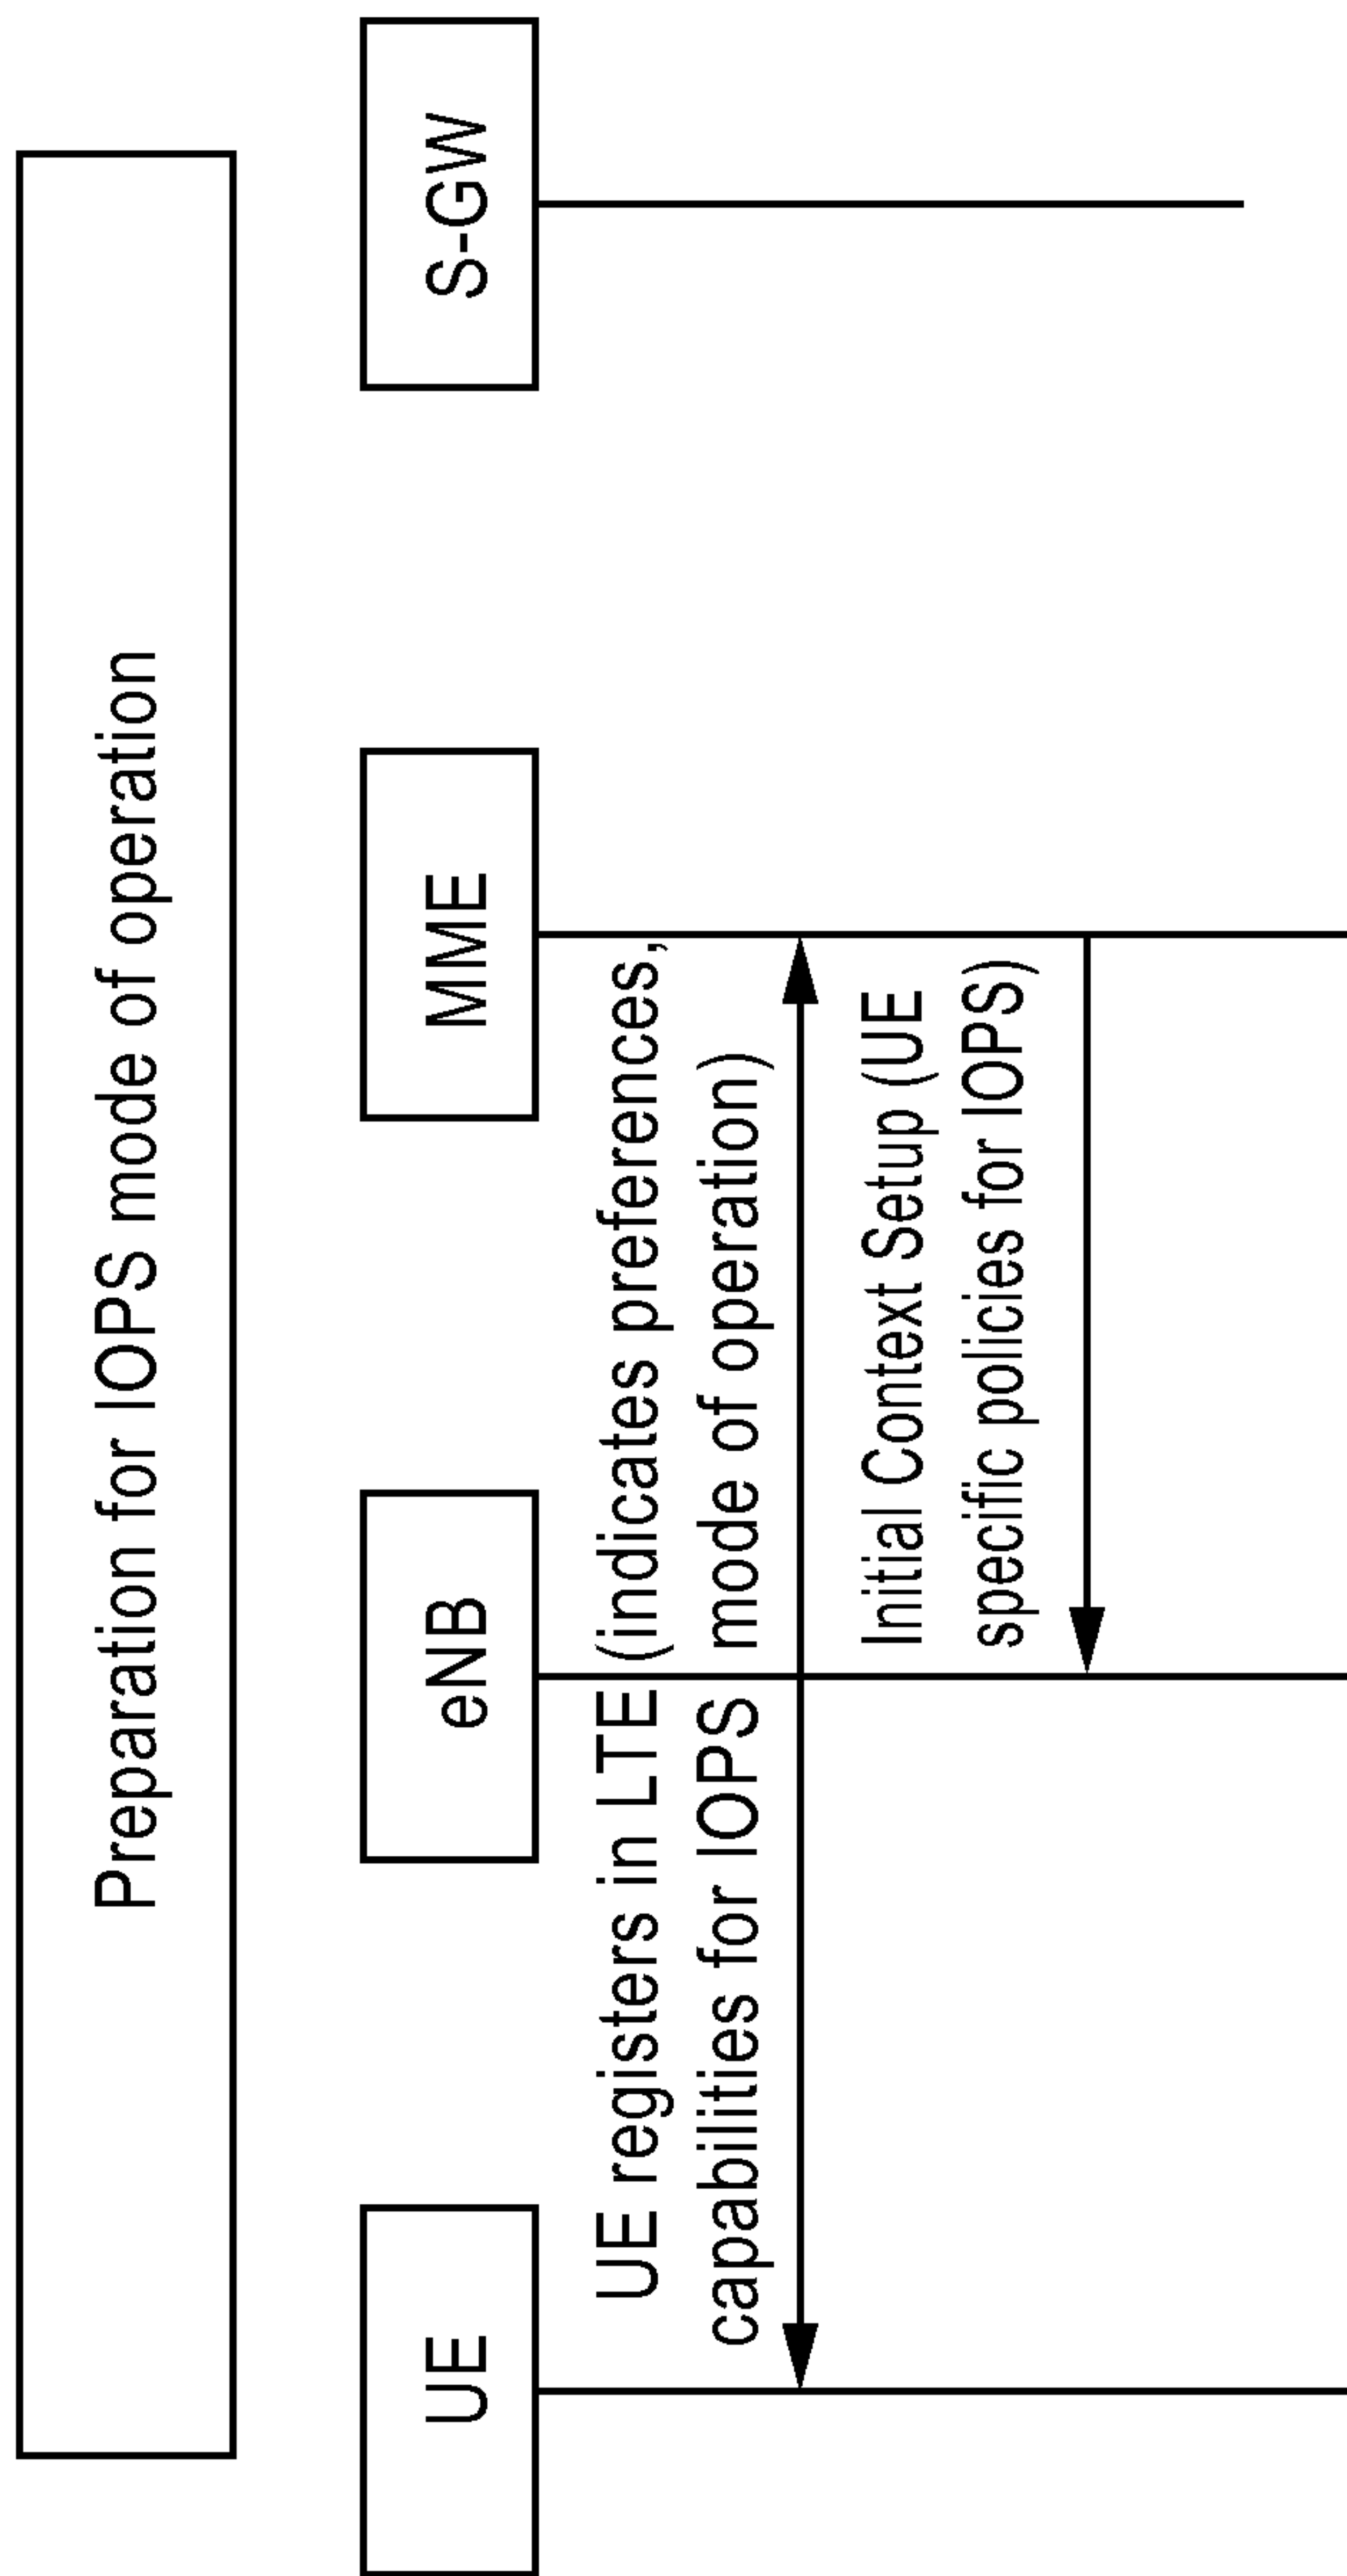 Preparation for IOPS mode of operation
UE
eNB
MME
S-GW
UE registers in LTE (indicates preferences,
capabilities for IOPS mode of operation)
Initial Context Setup (UE
specific policies for IOPS)